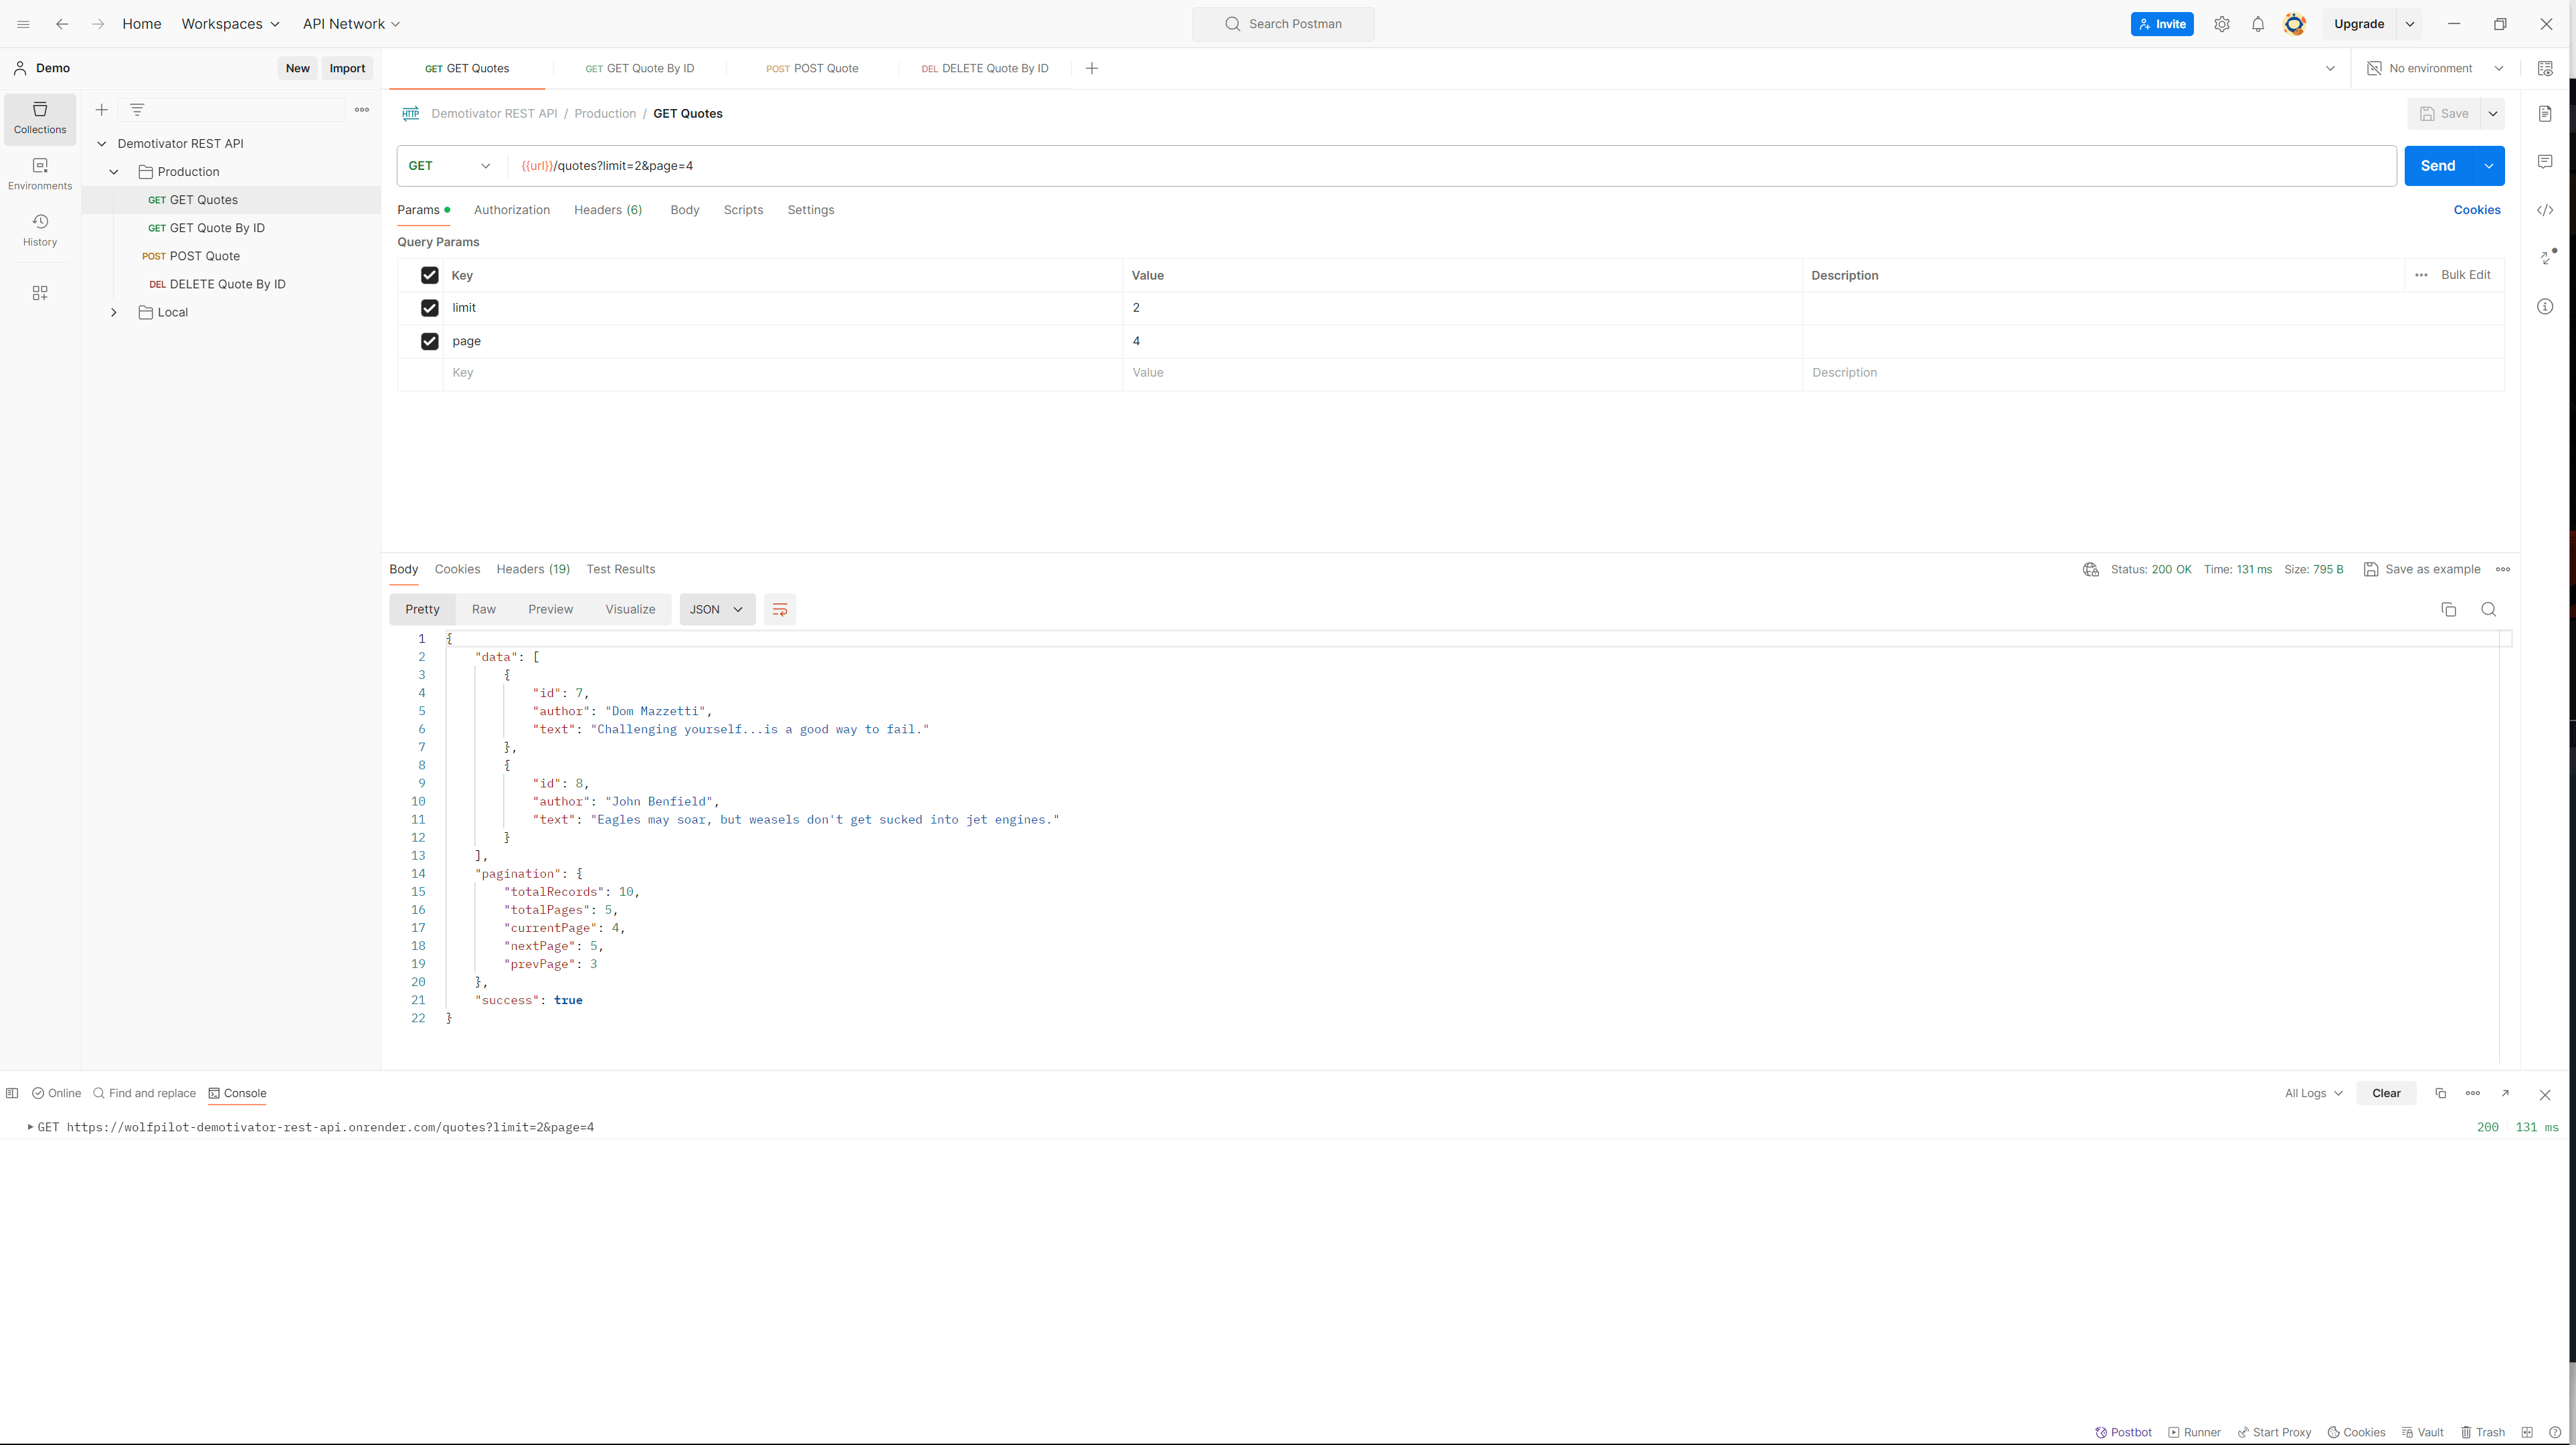 Home Workspaces API Network Search Postman Invite Upgrade
Demo New Import GET GET Quotes GET GET Quote By ID POST POST Quote DEL DELETE Quote By ID No environment
Collections
Environments
History
Demotivator REST API
Production
GET GET Quotes
GET GET Quote By ID
POST POST Quote
DEL DELETE Quote By ID
Local
HTTP Demotivator REST API / Production / GET Quotes Save
GET {{url}}/quotes?limit=2&page=4 Send
Params Authorization Headers (6) Body Scripts Settings Cookies
Query Params
Key Value Description Bulk Edit
limit 2
page 4
Key Value Description
Body Cookies Headers (19) Test Results Status: 200 OK Time: 131 ms Size: 795 B Save as example
Pretty Raw Preview Visualize JSON
1 {
2 "data": [
3 {
4 "id": 7,
5 "author": "Dom Mazzetti",
6 "text": "Challenging yourself...is a good way to fail."
7 },
8 {
9 "id": 8,
10 "author": "John Benfield",
11 "text": "Eagles may soar, but weasels don't get sucked into jet engines."
12 }
13 ],
14 "pagination": {
15 "totalRecords": 10,
16 "totalPages": 5,
17 "currentPage": 4,
18 "nextPage": 5,
19 "prevPage": 3
20 },
21 "success": true
22 }
Online Find and replace Console All Logs Clear
GET https://wolfpilot-demotivator-rest-api.onrender.com/quotes?limit=2&page=4 200 131 ms
Postbot Runner Start Proxy Cookies Vault Trash